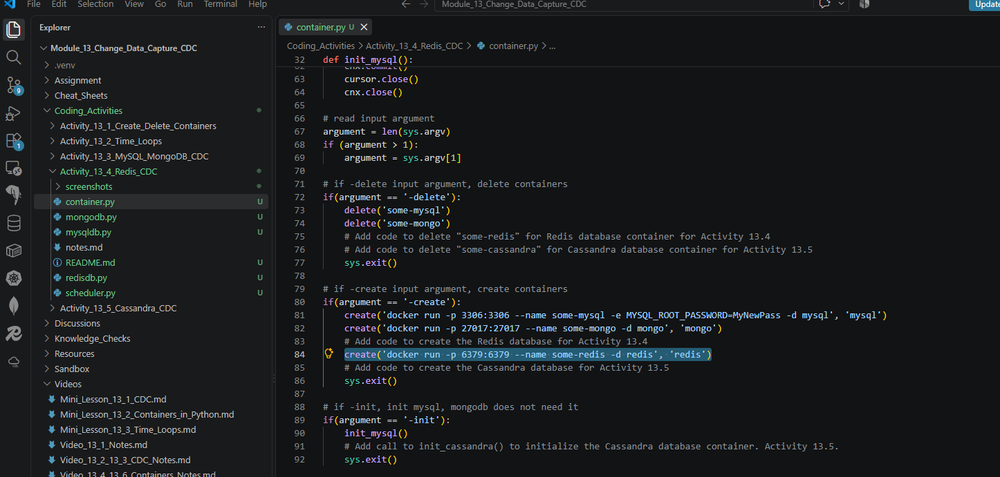 File Edit Selection View Go Run Terminal Help
Module_13_Change_Data_Capture_CDC
Update
Explorer
...
Module_13_Change_Data_Capture_CDC
.venv
Assignment
Cheat_Sheets
Coding_Activities
Activity_13_1_Create_Delete_Containers
Activity_13_2_Time_Loops
Activity_13_3_MySQL_MongoDB_CDC
Activity_13_4_Redis_CDC
screenshots
container.py U
mongodb.py U
mysqldb.py U
notes.md
README.md U
redisdb.py U
scheduler.py U
Activity_13_5_Cassandra_CDC
Discussions
Knowledge_Checks
Resources
Sandbox
Videos
Mini_Lesson_13_1_CDC.md
Mini_Lesson_13_2_Containers_in_Python.md
Mini_Lesson_13_3_Time_Loops.md
Video_13_1_Notes.md
Video_13_2_13_3_CDC_Notes.md
Video_13_4_13_6_Containers_Notes.md
9
1
container.py U
Coding_Activities > Activity_13_4_Redis_CDC > container.py > ...
32 def init_mysql():
62 cnx.commit()
63 cursor.close()
64 cnx.close()
65
66 # read input argument
67 argument = len(sys.argv)
68 if (argument > 1):
69 argument = sys.argv[1]
70
71 # if -delete input argument, delete containers
72 if(argument == '-delete'):
73 delete('some-mysql')
74 delete('some-mongo')
75 # Add code to delete "some-redis" for Redis database container for Activity 13.4
76 # Add code to delete "some-cassandra" for Cassandra database container for Activity 13.5
77 sys.exit()
78
79 # if -create input argument, create containers
80 if(argument == '-create'):
81 create('docker run -p 3306:3306 --name some-mysql -e MYSQL_ROOT_PASSWORD=MyNewPass -d mysql', 'mysql')
82 create('docker run -p 27017:27017 --name some-mongo -d mongo', 'mongo')
83 # Add code to create the Redis database for Activity 13.4
84 create('docker run -p 6379:6379 --name some-redis -d redis', 'redis')
85 # Add code to create the Cassandra database for Activity 13.5
86 sys.exit()
87
88 # if -init, init mysql, mongodb does not need it
89 if(argument == '-init'):
90 init_mysql()
91 # Add call to init_cassandra() to initialize the Cassandra database container. Activity 13.5.
92 sys.exit()